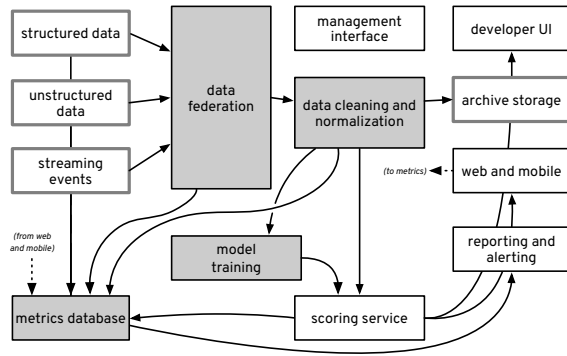 structured data
management
interface
developer UI
data
federation
unstructured
data
data cleaning and
normalization
archive storage
streaming
events
(to metrics)
web and mobile
(from web
and mobile)
model
training
reporting and
alerting
metrics database
scoring service